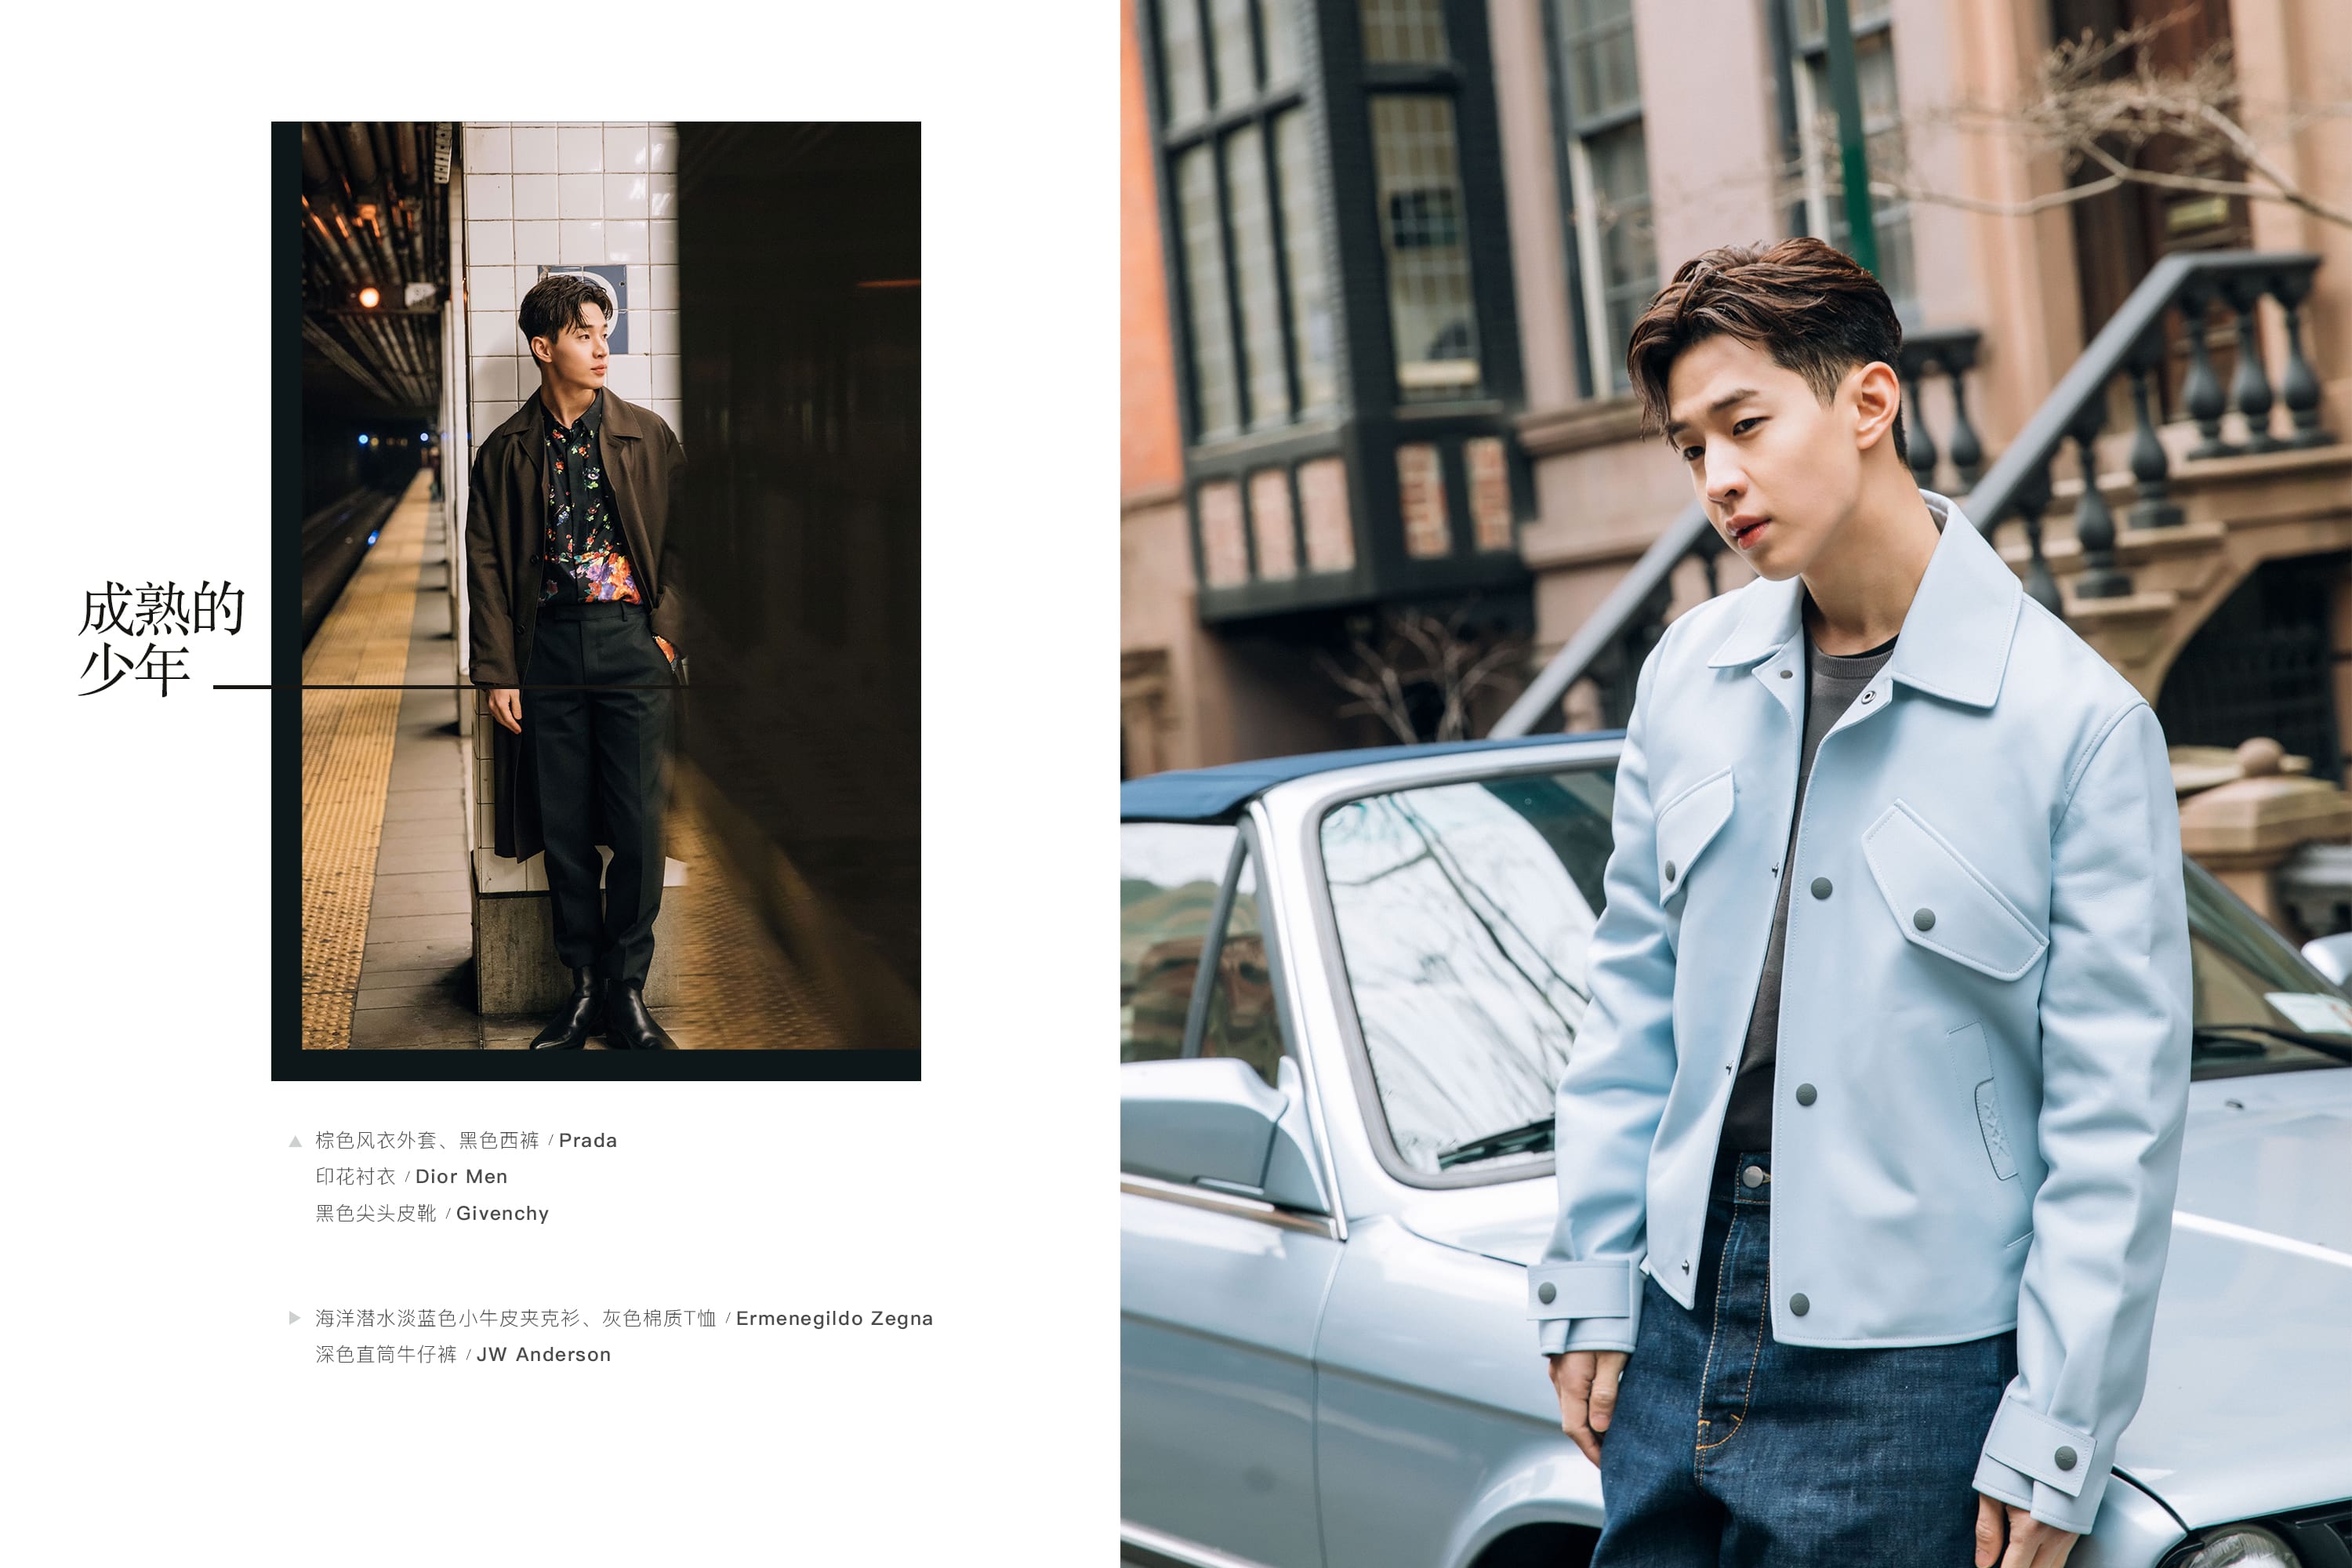 成熟的
少年
棕色风衣外套、黑色西裤 / Prada
印花衬衣 / Dior Men
黑色尖头皮靴 / Givenchy
海洋潜水淡蓝色小牛皮夹克衫、灰色棉质T恤 / Ermenegildo Zegna
深色直筒牛仔裤 / JW Anderson